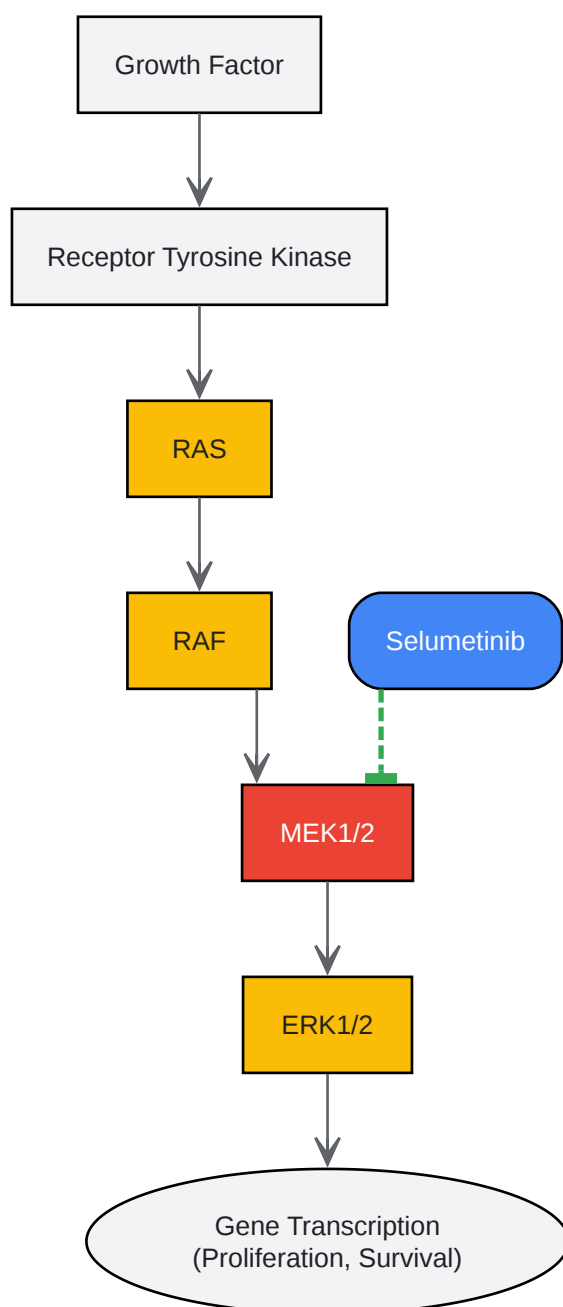 Growth Factor
Receptor Tyrosine Kinase
RAS
RAF
Selumetinib
MEK1/2
ERK1/2
Gene Transcription
(Proliferation, Survival)